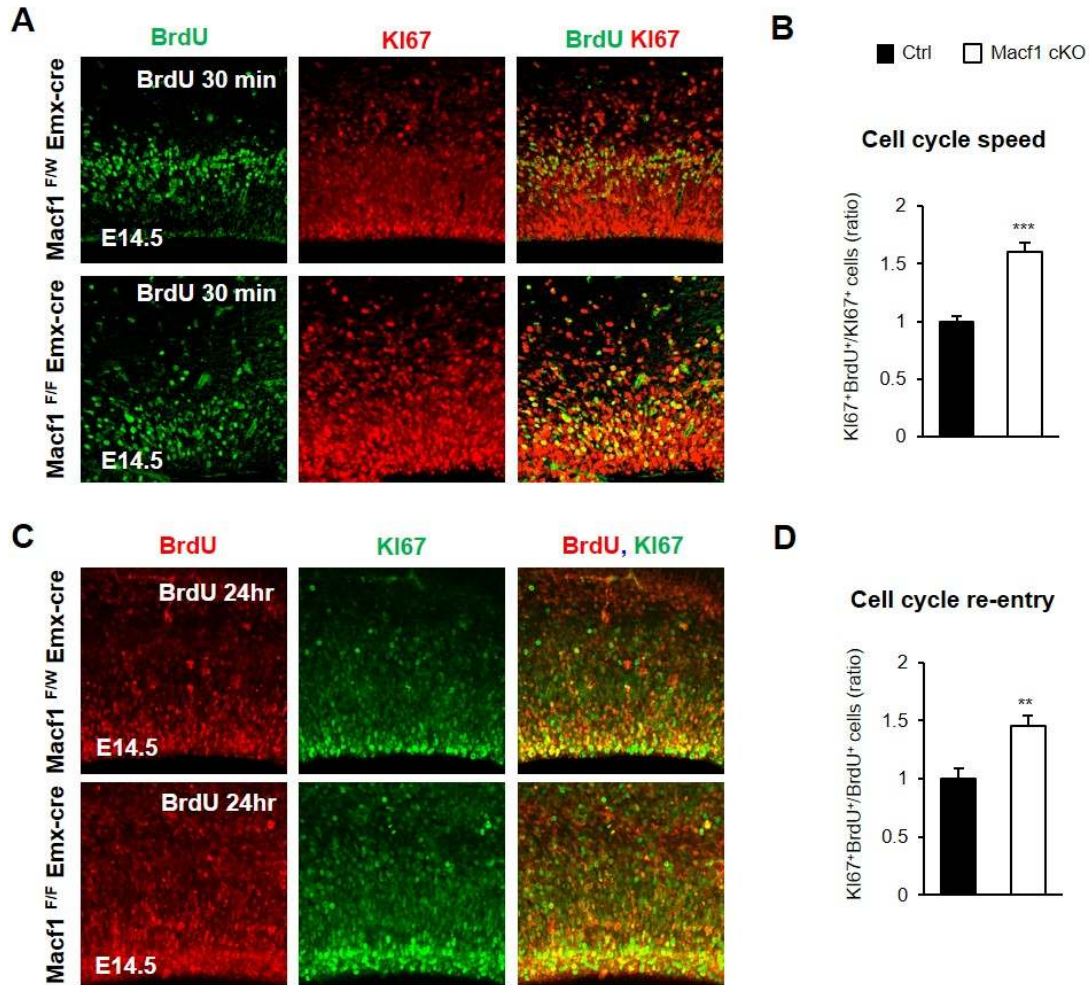 A
BrdU
KI67
BrdU KI67
Macf1 F/W Emx-cre
BrdU 30 min
E14.5
Macf1 F/F Emx-cre
BrdU 30 min
E14.5
B
Ctrl
Macf1 cKO
Cell cycle speed
KI67⁺BrdU⁺/KI67⁺ cells (ratio)
2
1.5
1
0.5
0
***
C
BrdU
KI67
BrdU, KI67
Macf1 F/W Emx-cre
BrdU 24hr
E14.5
Macf1 F/F Emx-cre
BrdU 24hr
E14.5
D
Cell cycle re-entry
KI67⁺BrdU⁺/BrdU⁺ cells (ratio)
2
1.5
1
0.5
0
**